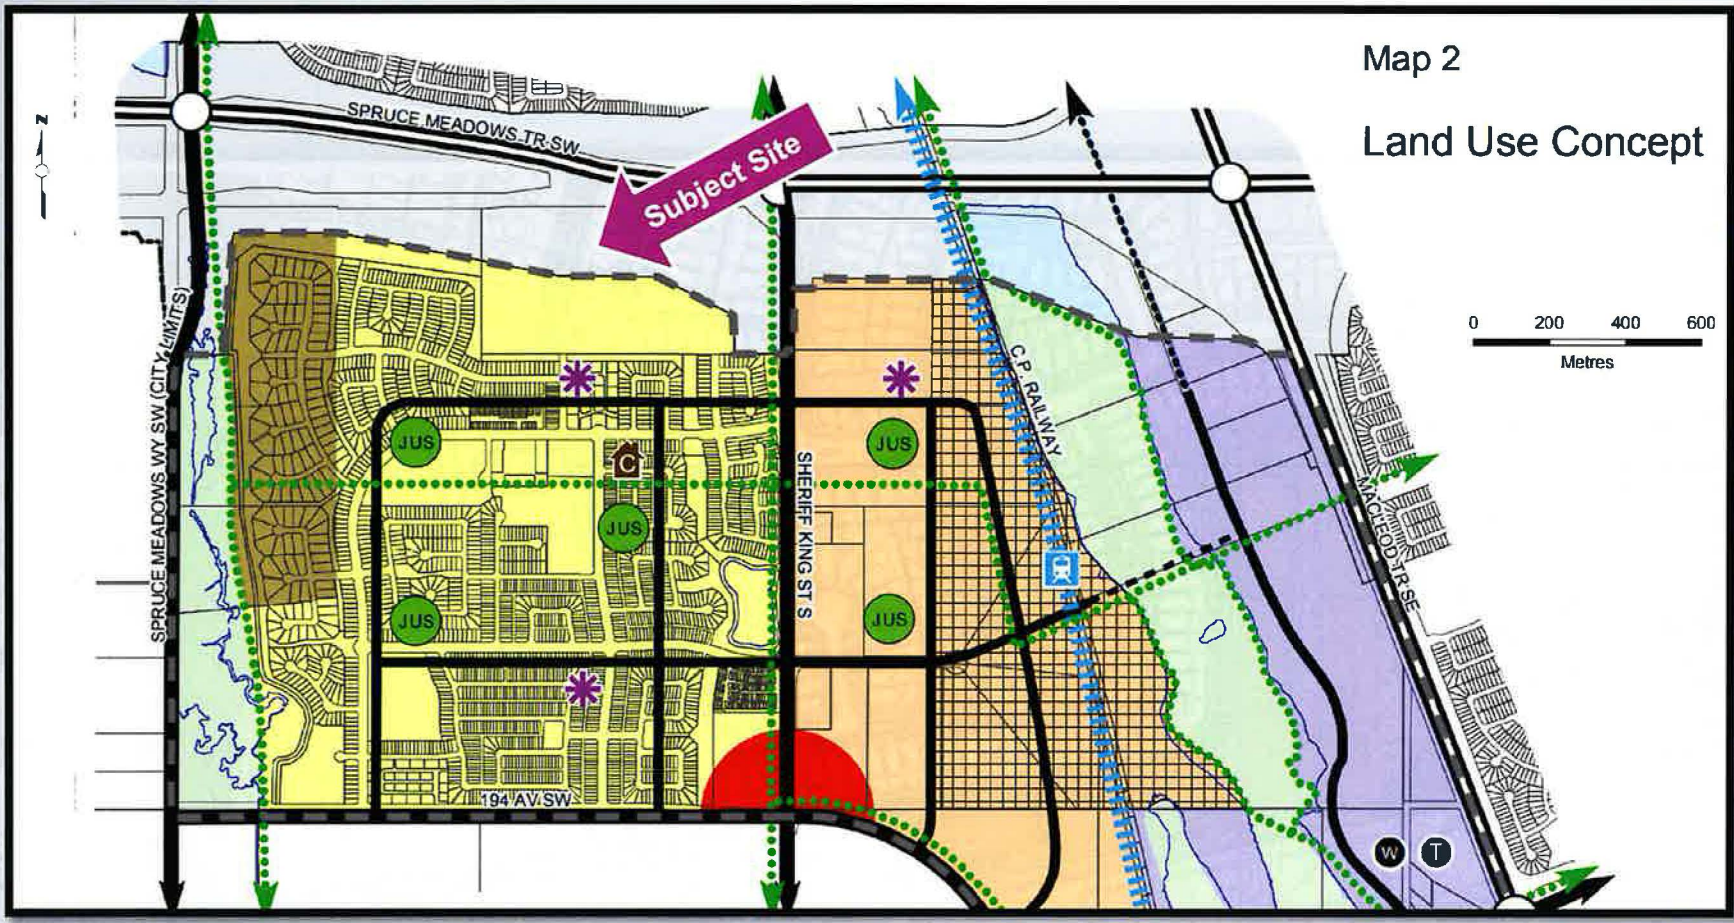 Map 2
Land Use Concept
N
SPRUCE MEADOWS TR SW
Subject Site
SPRUCE MEADOWS WY SW (CITY LIMITS)
0 200 400 600
Metres
C.P. RAILWAY
JUS
JUS
C
JUS
SHERIFF KING ST S
MACLEOD TR SE
JUS
JUS
194 AV SW
W
T